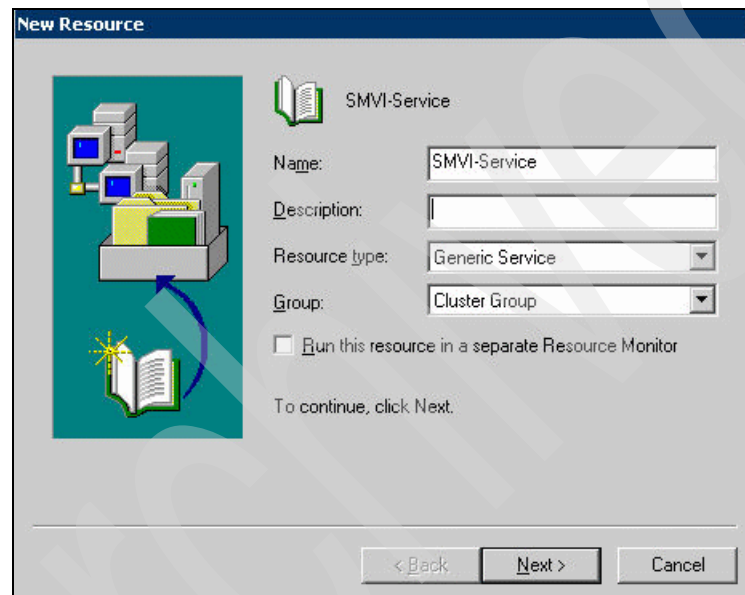 New Resource
SMVI-Service
Name: SMVI-Service
Description:
Resource type: Generic Service
Group: Cluster Group
Run this resource in a separate Resource Monitor
To continue, click Next.
< Back Next > Cancel